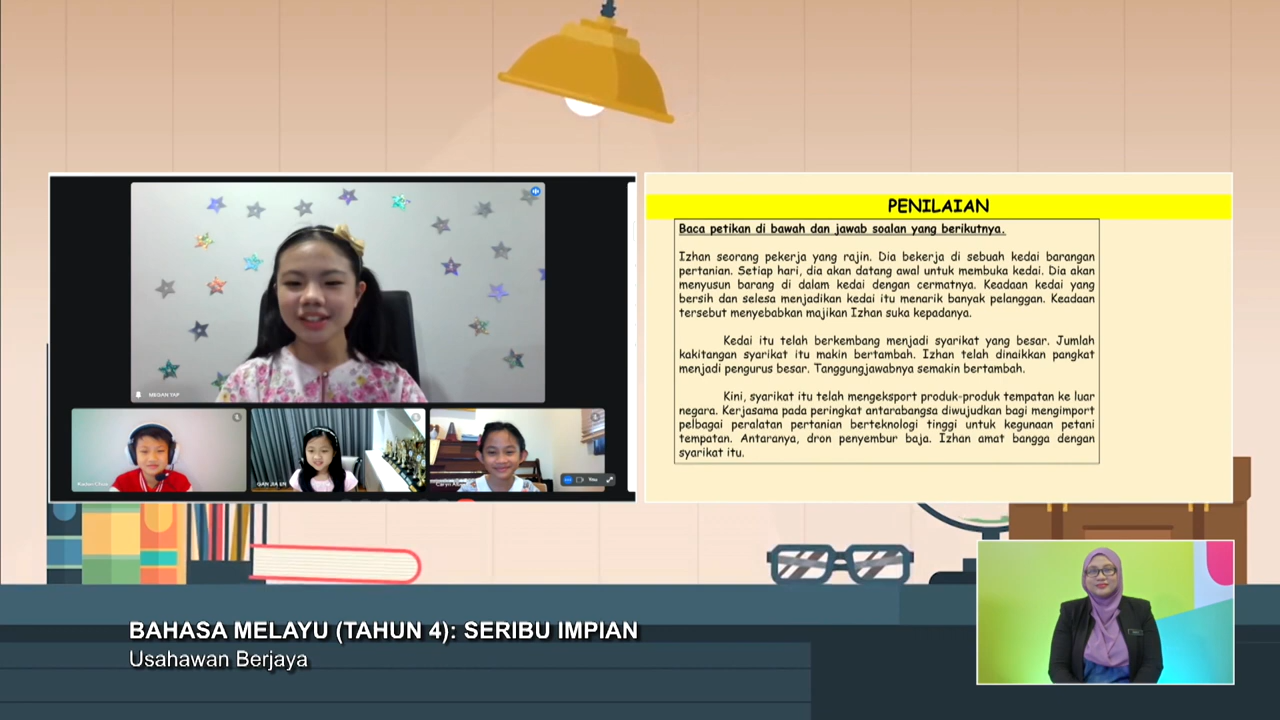 PENILAIAN
Baca petikan di bawah dan jawab soalan yang berikutnya.
Izhan seorang pekerja yang rajin. Dia bekerja di sebuah kedai barangan
pertanian. Setiap hari, dia akan datang awal untuk membuka kedai. Dia akan
menyusun barang di dalam kedai dengan cermatnya. Keadaan kedai yang
bersih dan selesa menjadikan kedai itu menarik banyak pelanggan. Keadaan
tersebut menyebabkan majikan Izhan suka kepadanya.
Kedai itu telah berkembang menjadi syarikat yang besar. Jumlah
kakitangan syarikat itu makin bertambah. Izhan telah dinaikkan pangkat
menjadi pengurus besar. Tanggungjawabnya semakin bertambah.
Kini, syarikat itu telah mengeksport produk-produk tempatan ke luar
negara. Kerjasama pada peringkat antarabangsa diwujudkan bagi mengimport
pelbagai peralatan pertanian berteknologi tinggi untuk kegunaan petani
tempatan. Antaranya, dron penyembur baja. Izhan amat bangga dengan
syarikat itu.
MEGAN YAP
GAN JIA EN
You
BAHASA MELAYU (TAHUN 4): SERIBU IMPIAN
Usahawan Berjaya